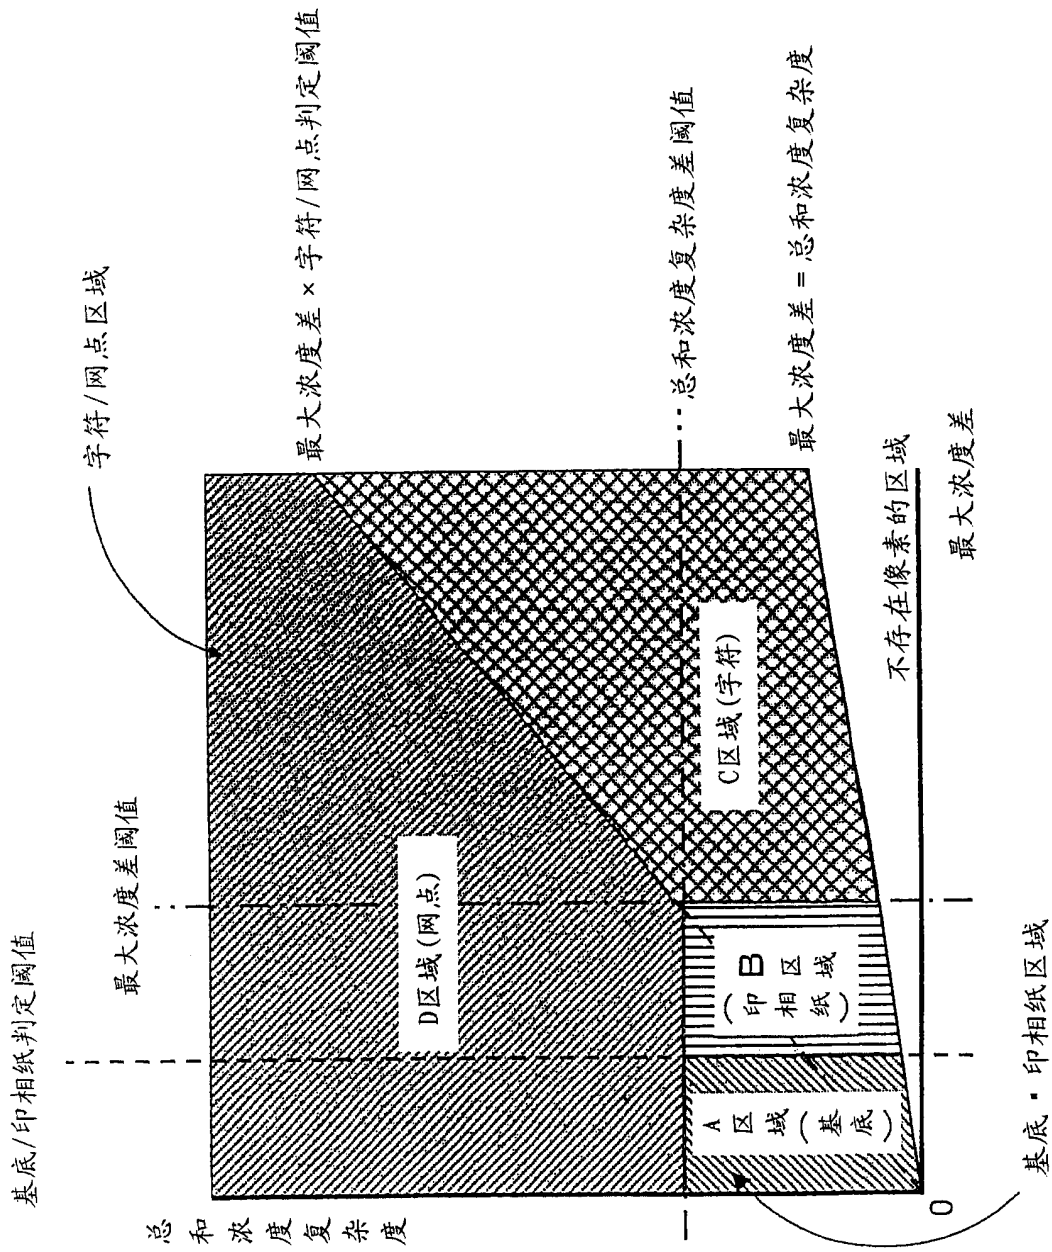 基底/印相纸判定阈值
最大浓度差阈值
字符/网点区域
最大浓度差 × 字符/网点判定阈值
总和浓度复杂度差阈值
最大浓度差 = 总和浓度复杂度
不存在像素的区域
最大浓度差
总和浓度复杂度
D区域(网点)
C区域(字符)
B
区域
(印相纸)
A
区域
(基底)
0
基底・印相纸区域